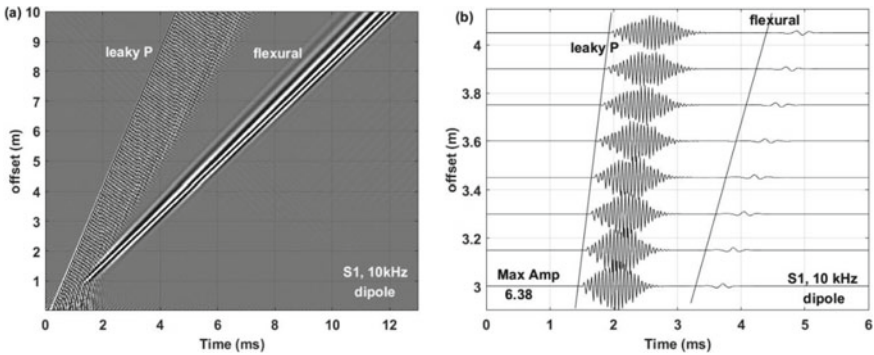 (a)
10
9
8
7
6
5
4
3
2
1
offset (m)
leaky P
flexural
S1, 10kHz
dipole
0 2 4 6 8 10 12
Time (ms)
(b)
4
3.8
3.6
3.4
3.2
3
offset (m)
leaky P
flexural
Max Amp
6.38
S1, 10 kHz
dipole
0 1 2 3 4 5 6
Time (ms)